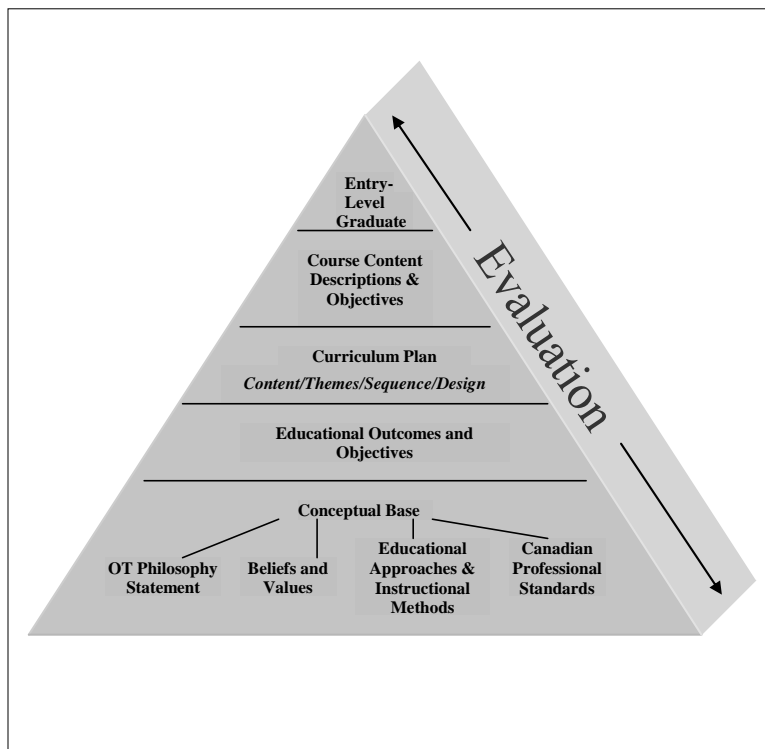 Entry-
Level
Graduate
Course Content
Descriptions &
Objectives
Curriculum Plan
Content/Themes/Sequence/Design
Educational Outcomes and
Objectives
Conceptual Base
OT Philosophy
Statement
Beliefs and
Values
Educational
Approaches &
Instructional
Methods
Canadian
Professional
Standards
Evaluation